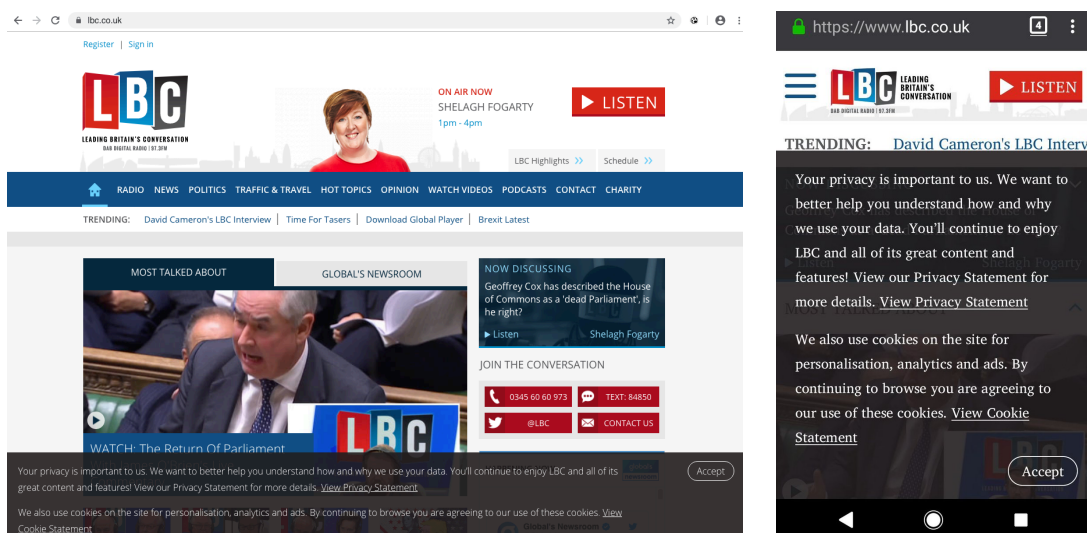 lbc.co.uk
Register | Sign in
LBC
LEADING BRITAIN'S CONVERSATION
DAB DIGITAL RADIO | 97.3FM
ON AIR NOW
SHELAGH FOGARTY
1pm - 4pm
LISTEN
LBC Highlights
Schedule
RADIO NEWS POLITICS TRAFFIC & TRAVEL HOT TOPICS OPINION WATCH VIDEOS PODCASTS CONTACT CHARITY
TRENDING: David Cameron's LBC Interview | Time For Tasers | Download Global Player | Brexit Latest
MOST TALKED ABOUT
GLOBAL'S NEWSROOM
WATCH: The Return Of Parliament
LBC
NOW DISCUSSING
Geoffrey Cox has described the House
of Commons as a 'dead Parliament', is
he right?
Listen Shelagh Fogarty
JOIN THE CONVERSATION
0345 60 60 973
TEXT: 84850
@LBC
CONTACT US
Your privacy is important to us. We want to better help you understand how and why we use your data. You'll continue to enjoy LBC and all of its
great content and features! View our Privacy Statement for more details. View Privacy Statement
Accept
We also use cookies on the site for personalisation, analytics and ads. By continuing to browse you are agreeing to our use of these cookies. View
Cookie Statement
Global's Newsroom
https://www.lbc.co.uk
4
LBC
LEADING
BRITAIN'S
CONVERSATION
DAB DIGITAL RADIO | 97.3FM
LISTEN
TRENDING: David Cameron's LBC Interv
Your privacy is important to us. We want to
better help you understand how and why
we use your data. You'll continue to enjoy
LBC and all of its great content and
features! View our Privacy Statement for
more details. View Privacy Statement
Listen Shelagh Fogarty
MOST TALKED ABOUT
We also use cookies on the site for
personalisation, analytics and ads. By
continuing to browse you are agreeing to
our use of these cookies. View Cookie
Statement
Accept